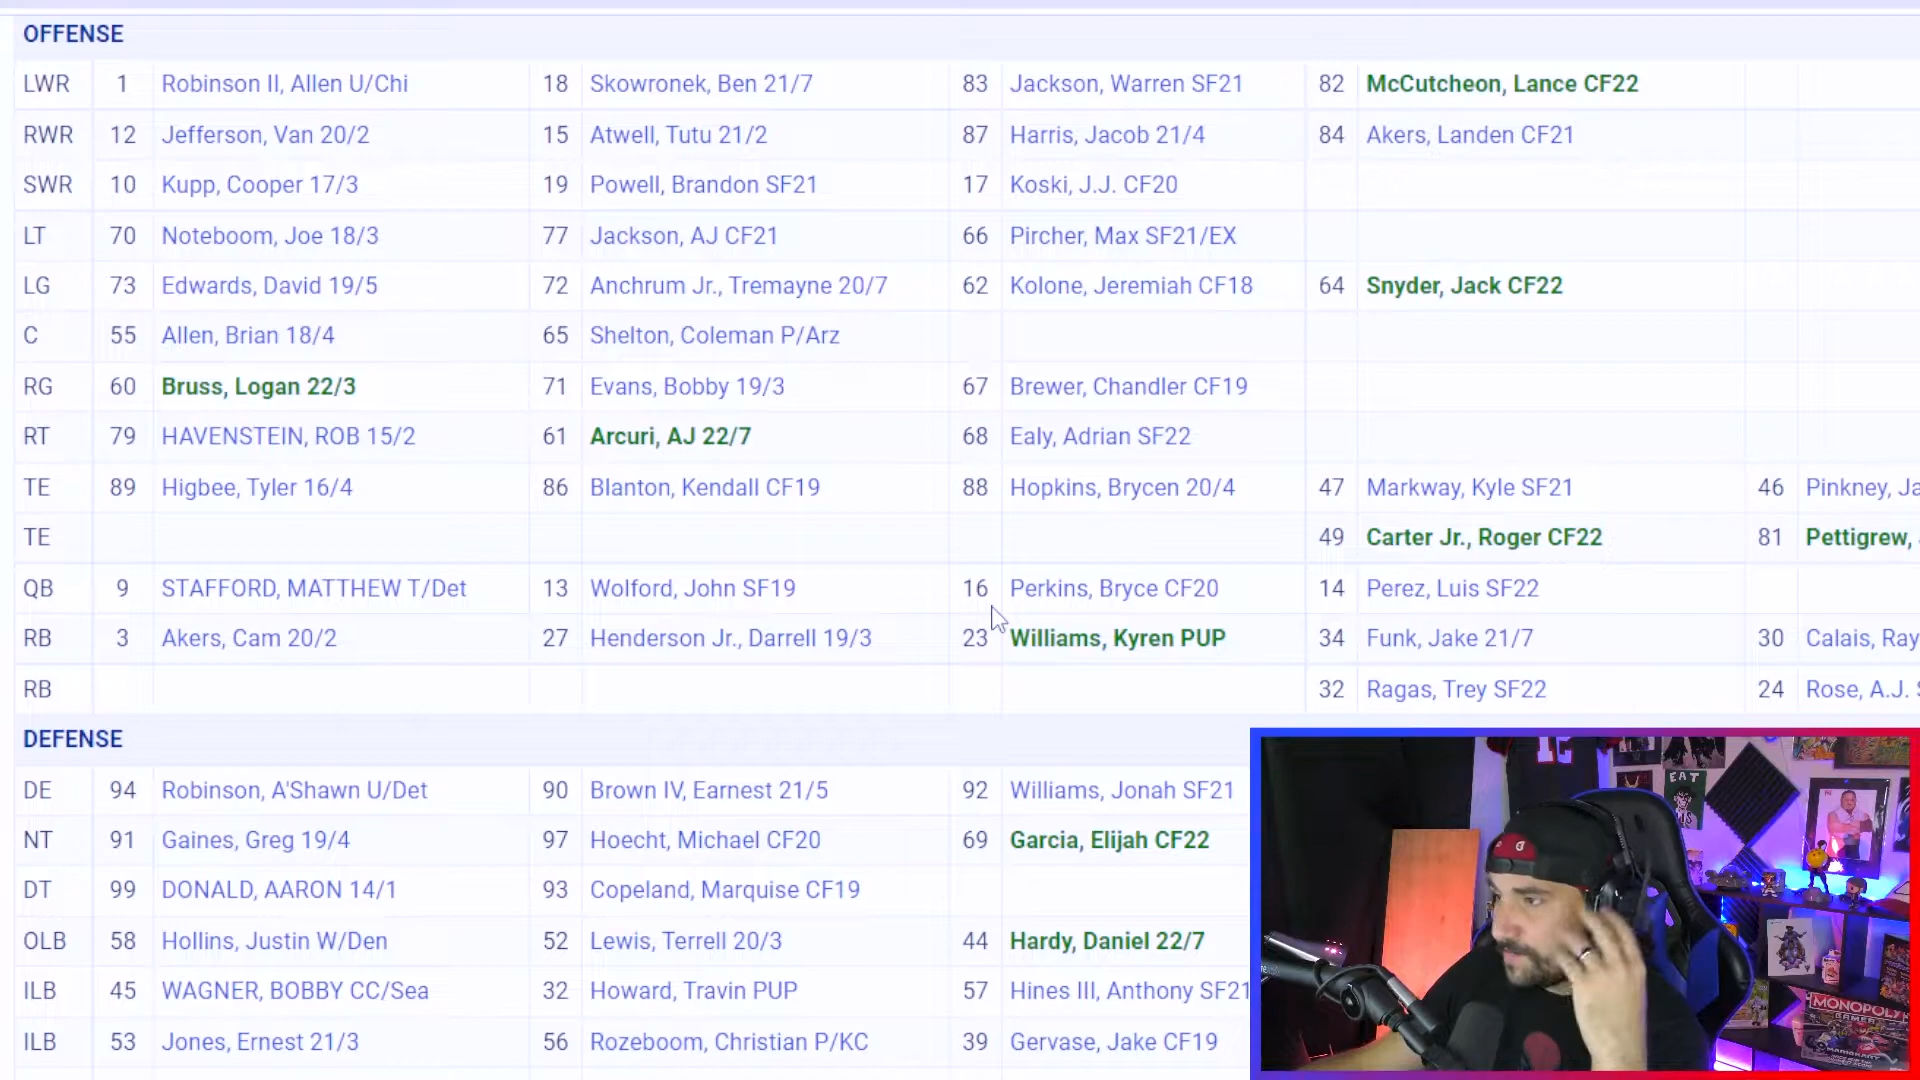 OFFENSE
LWR 1 Robinson II, Allen U/Chi 18 Skowronek, Ben 21/7 83 Jackson, Warren SF21 82 McCutcheon, Lance CF22
RWR 12 Jefferson, Van 20/2 15 Atwell, Tutu 21/2 87 Harris, Jacob 21/4 84 Akers, Landen CF21
SWR 10 Kupp, Cooper 17/3 19 Powell, Brandon SF21 17 Koski, J.J. CF20
LT 70 Noteboom, Joe 18/3 77 Jackson, AJ CF21 66 Pircher, Max SF21/EX
LG 73 Edwards, David 19/5 72 Anchrum Jr., Tremayne 20/7 62 Kolone, Jeremiah CF18 64 Snyder, Jack CF22
C 55 Allen, Brian 18/4 65 Shelton, Coleman P/Arz
RG 60 Bruss, Logan 22/3 71 Evans, Bobby 19/3 67 Brewer, Chandler CF19
RT 79 HAVENSTEIN, ROB 15/2 61 Arcuri, AJ 22/7 68 Ealy, Adrian SF22
TE 89 Higbee, Tyler 16/4 86 Blanton, Kendall CF19 88 Hopkins, Brycen 20/4 47 Markway, Kyle SF21 46 Pinkney, Ja
TE 49 Carter Jr., Roger CF22 81 Pettigrew,
QB 9 STAFFORD, MATTHEW T/Det 13 Wolford, John SF19 16 Perkins, Bryce CF20 14 Perez, Luis SF22
RB 3 Akers, Cam 20/2 27 Henderson Jr., Darrell 19/3 23 Williams, Kyren PUP 34 Funk, Jake 21/7 30 Calais, Ray
RB 32 Ragas, Trey SF22 24 Rose, A.J.
DEFENSE
DE 94 Robinson, A'Shawn U/Det 90 Brown IV, Earnest 21/5 92 Williams, Jonah SF21
NT 91 Gaines, Greg 19/4 97 Hoecht, Michael CF20 69 Garcia, Elijah CF22
DT 99 DONALD, AARON 14/1 93 Copeland, Marquise CF19
OLB 58 Hollins, Justin W/Den 52 Lewis, Terrell 20/3 44 Hardy, Daniel 22/7
ILB 45 WAGNER, BOBBY CC/Sea 32 Howard, Travin PUP 57 Hines III, Anthony SF21
ILB 53 Jones, Ernest 21/3 56 Rozeboom, Christian P/KC 39 Gervase, Jake CF19
12
EAT
MONOPOLY
GAMER